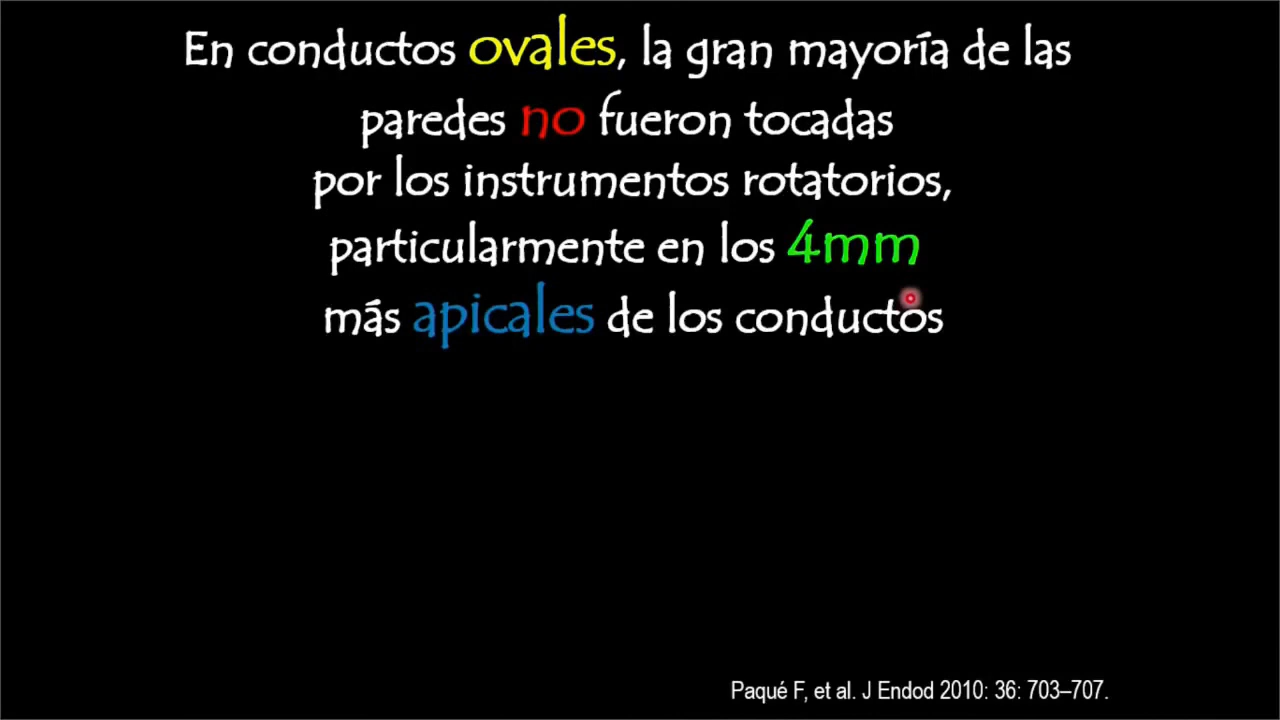 En conductos ovales, la gran mayoría de las
paredes no fueron tocadas
por los instrumentos rotatorios,
particularmente en los 4mm
más apicales de los conductos
Paqué F, et al. J Endod 2010: 36: 703–707.